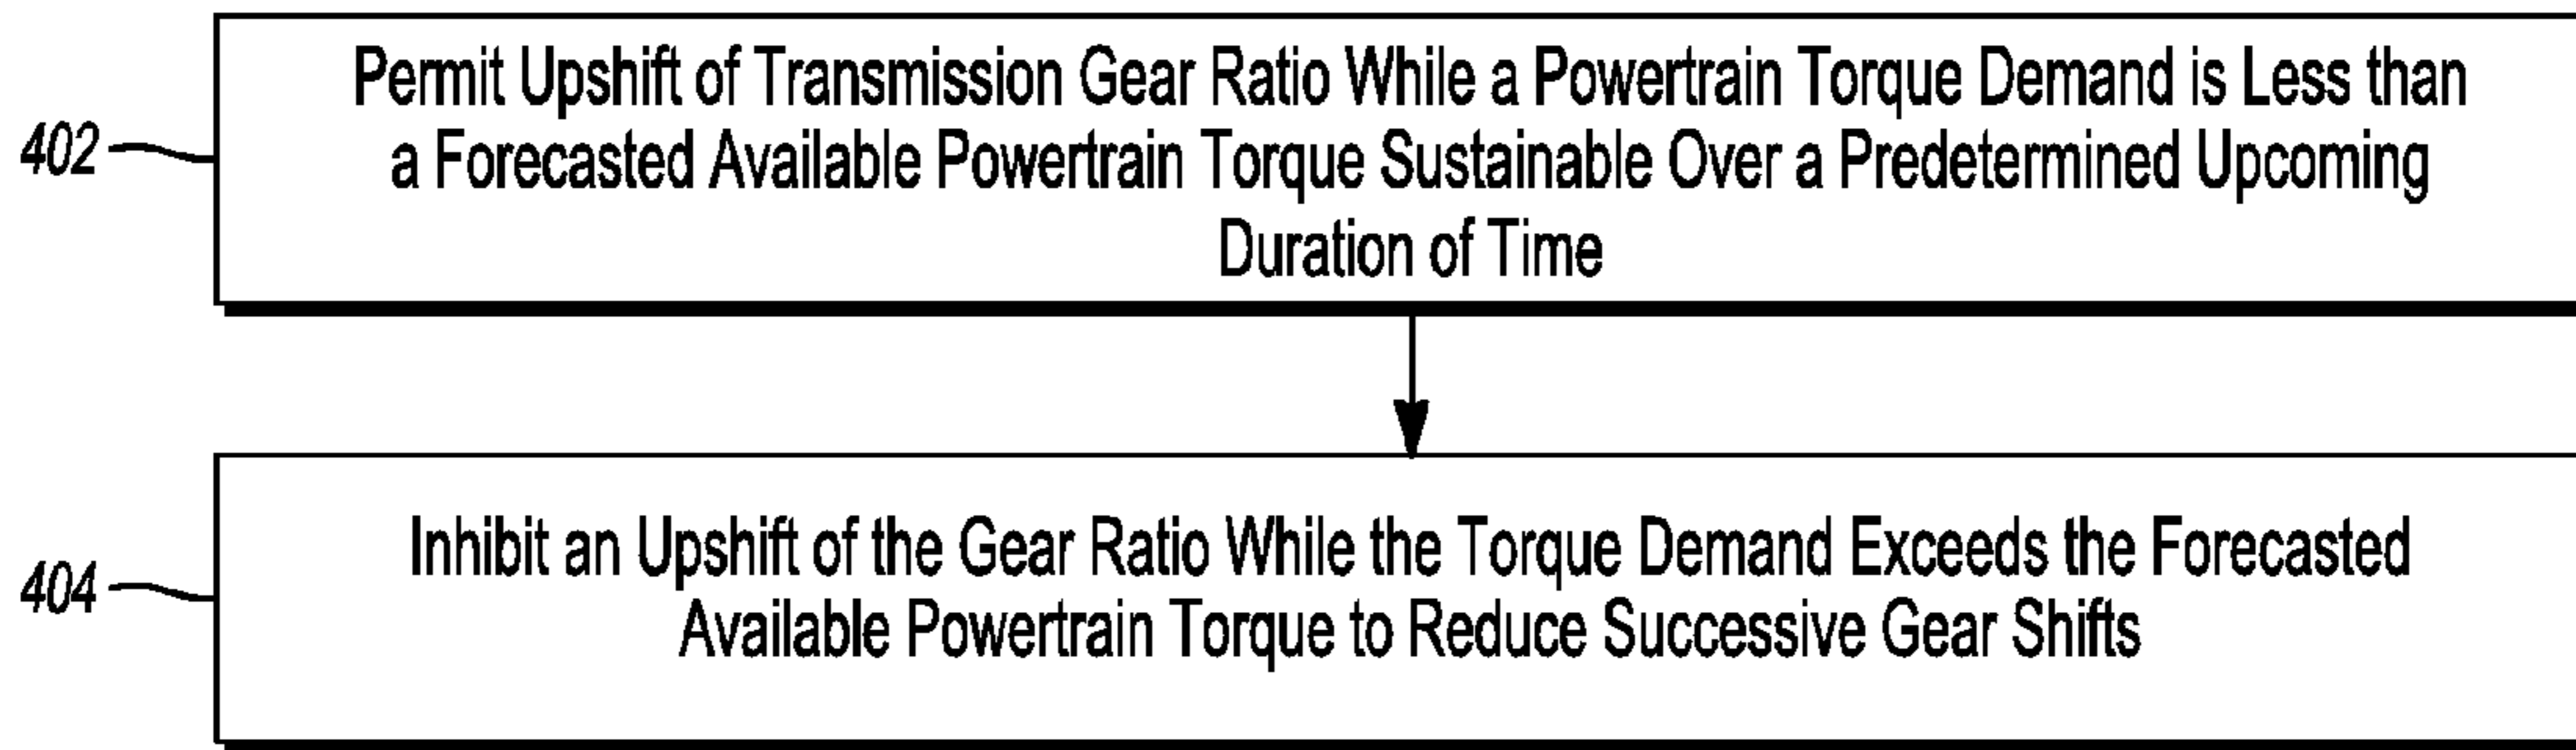 Permit Upshift of Transmission Gear Ratio While a Powertrain Torque Demand is Less than
402
a Forecasted Available Powertrain Torque Sustainable Over a Predetermined Upcoming
Duration of Time
Inhibit an Upshift of the Gear Ratio While the Torque Demand Exceeds the Forecasted
404
Available Powertrain Torque to Reduce Successive Gear Shifts